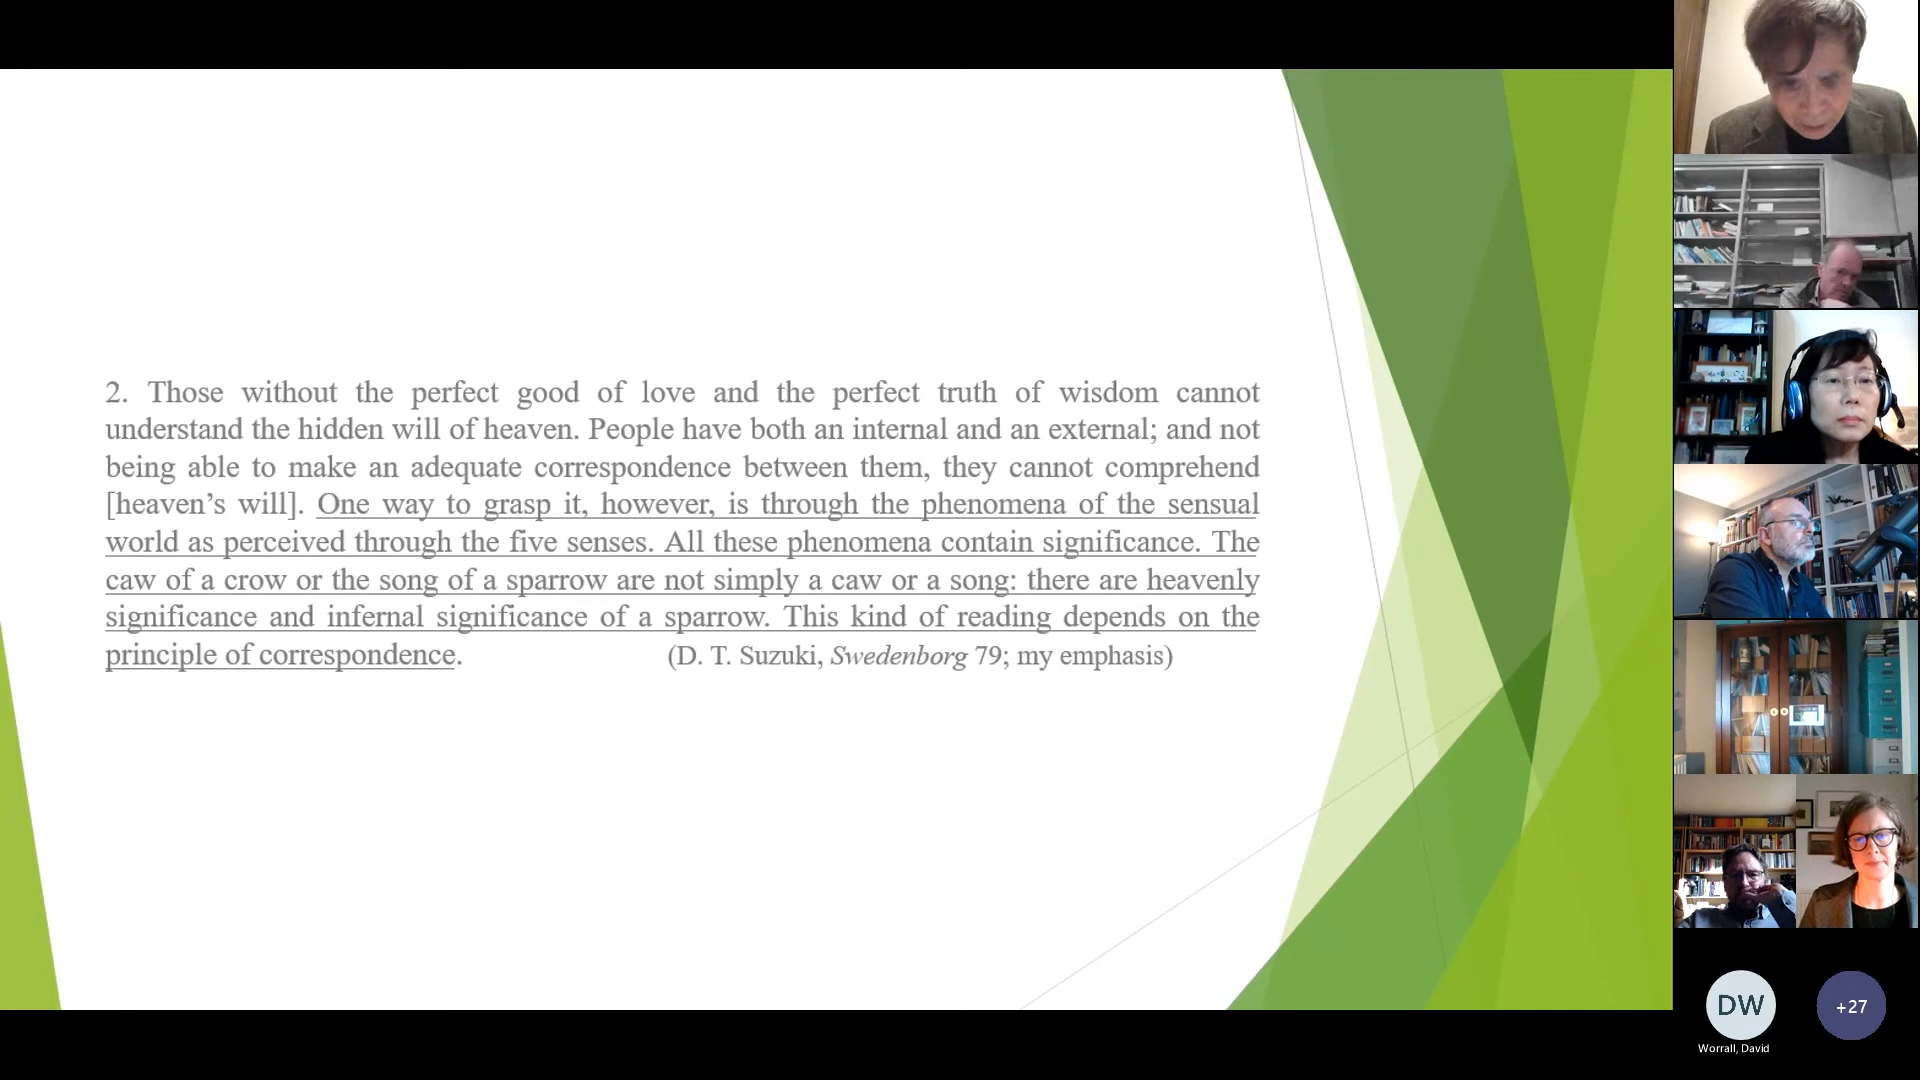 2. Those without the perfect good of love and the perfect truth of wisdom cannot
understand the hidden will of heaven. People have both an internal and an external; and not
being able to make an adequate correspondence between them, they cannot comprehend
[heaven’s will]. One way to grasp it, however, is through the phenomena of the sensual
world as perceived through the five senses. All these phenomena contain significance. The
caw of a crow or the song of a sparrow are not simply a caw or a song: there are heavenly
significance and infernal significance of a sparrow. This kind of reading depends on the
principle of correspondence. (D. T. Suzuki, Swedenborg 79; my emphasis)
DW
+27
Worrall, David